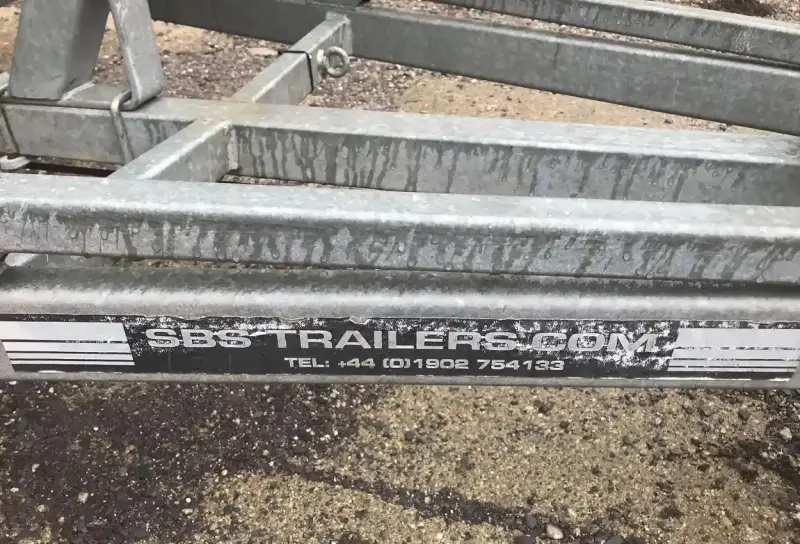 SBS TRAILERS.COM
TEL: +44 (0)1902 754133